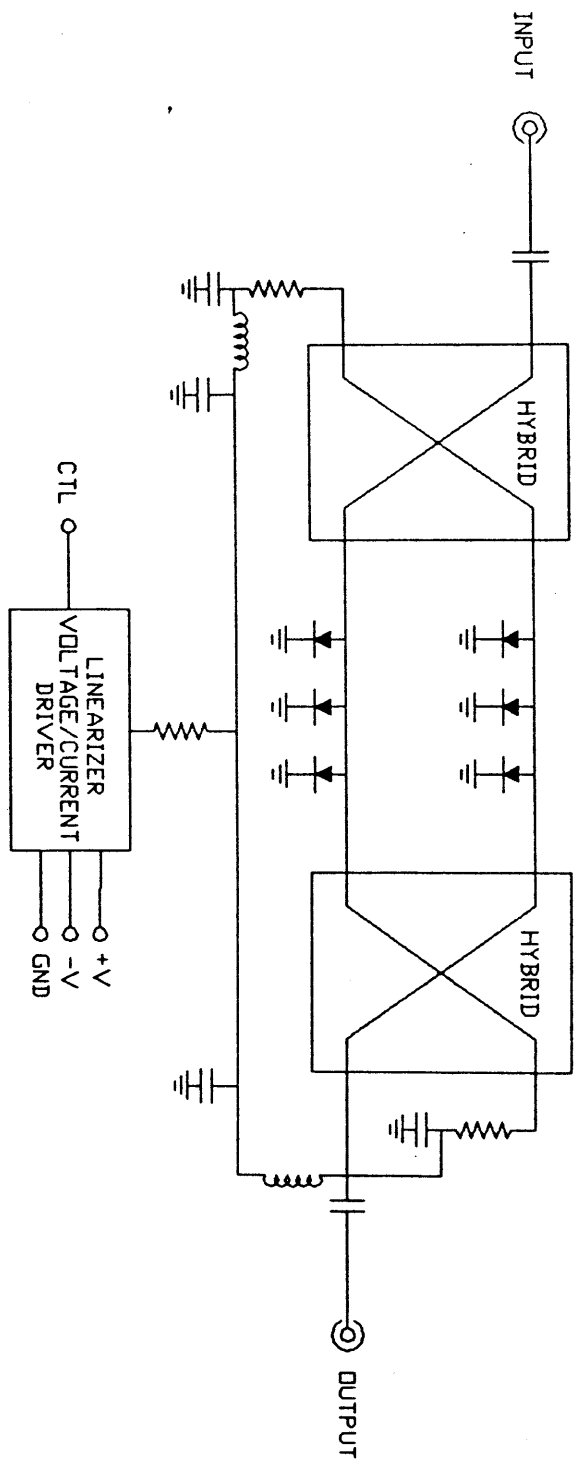 INPUT
HYBRID
HYBRID
OUTPUT
CTL
LINEARIZER
VOLTAGE/CURRENT
DRIVER
+V
-V
GND